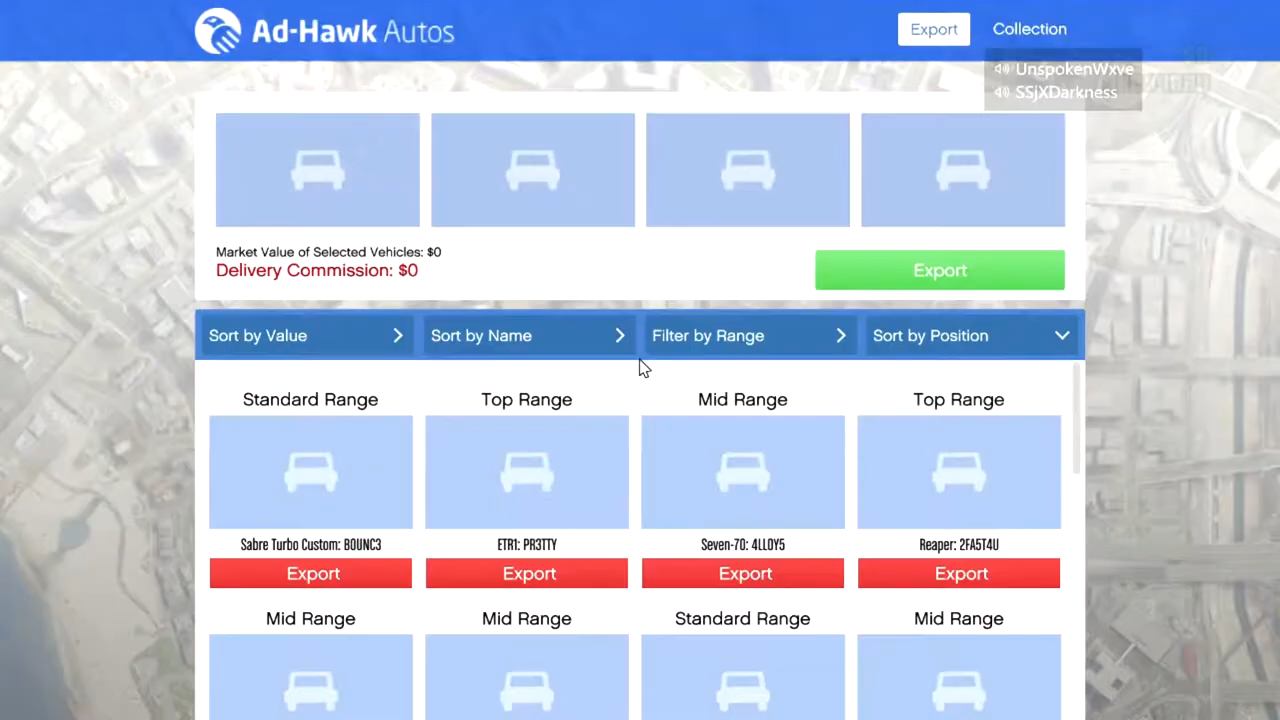 Ad-Hawk Autos
Export
Collection
UnspokenWxve
SSjXDarkness
Market Value of Selected Vehicles: $0
Delivery Commission: $0
Export
Sort by Value
Sort by Name
Filter by Range
Sort by Position
Standard Range
Top Range
Mid Range
Top Range
Sabre Turbo Custom: B0UNC3
ETR1: PR3TTY
Seven-70: 4LLOY5
Reaper: 2FA5T4U
Export
Export
Export
Export
Mid Range
Mid Range
Standard Range
Mid Range